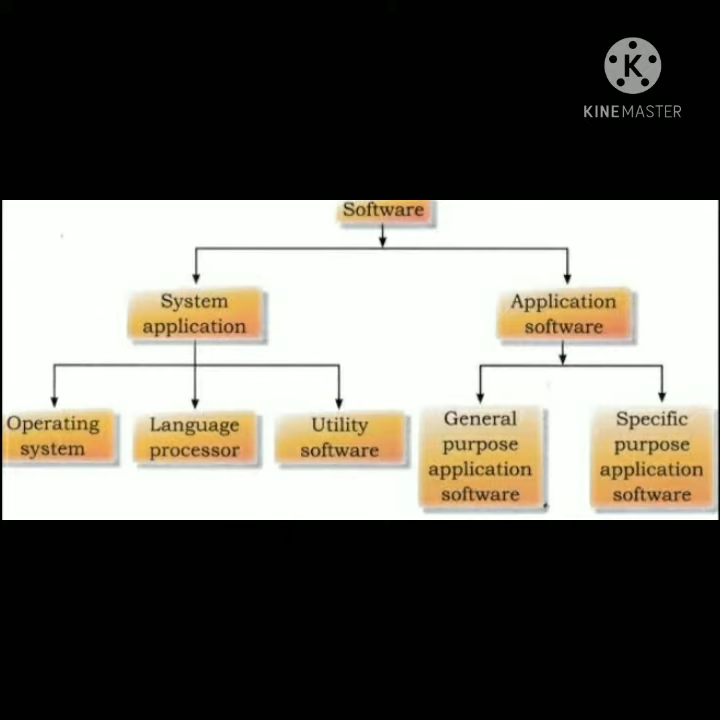 K
KINEMASTER
Software
System
application
Application
software
Operating
system
Language
processor
Utility
software
General
purpose
application
software
Specific
purpose
application
software